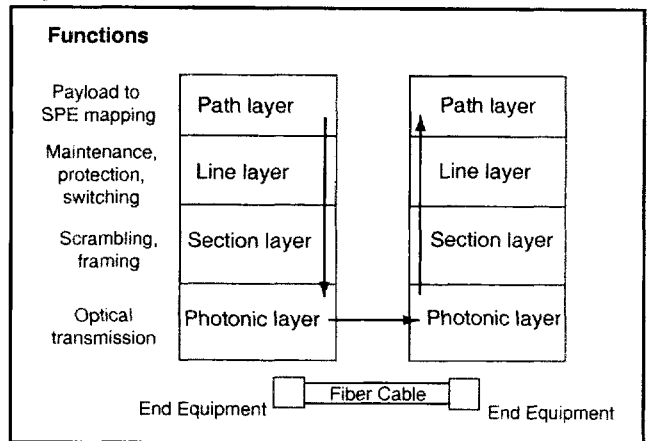 Functions
Payload to
SPE mapping
Path layer
Path layer
Maintenance,
protection,
switching
Line layer
Line layer
Scrambling,
framing
Section layer
Section layer
Optical
transmission
Photonic layer
Photonic layer
Fiber Cable
End Equipment
End Equipment